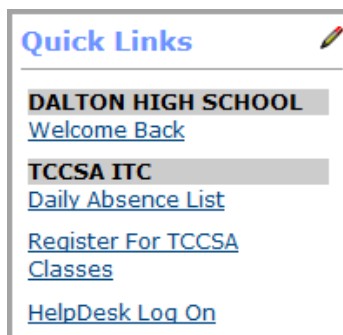 Quick Links
DALTON HIGH SCHOOL
Welcome Back
TCCSA ITC
Daily Absence List
Register For TCCSA
Classes
HelpDesk Log On